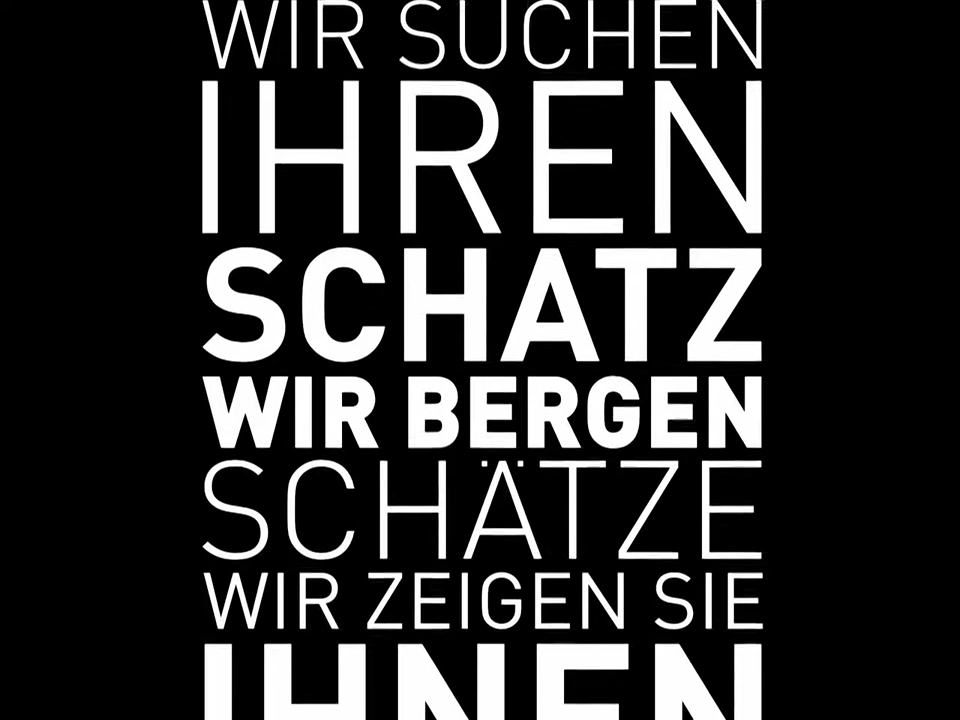 WIR SUCHEN
IHREN
SCHATZ
WIR BERGEN
SCHÄTZE
WIR ZEIGEN SIE
IHNEN